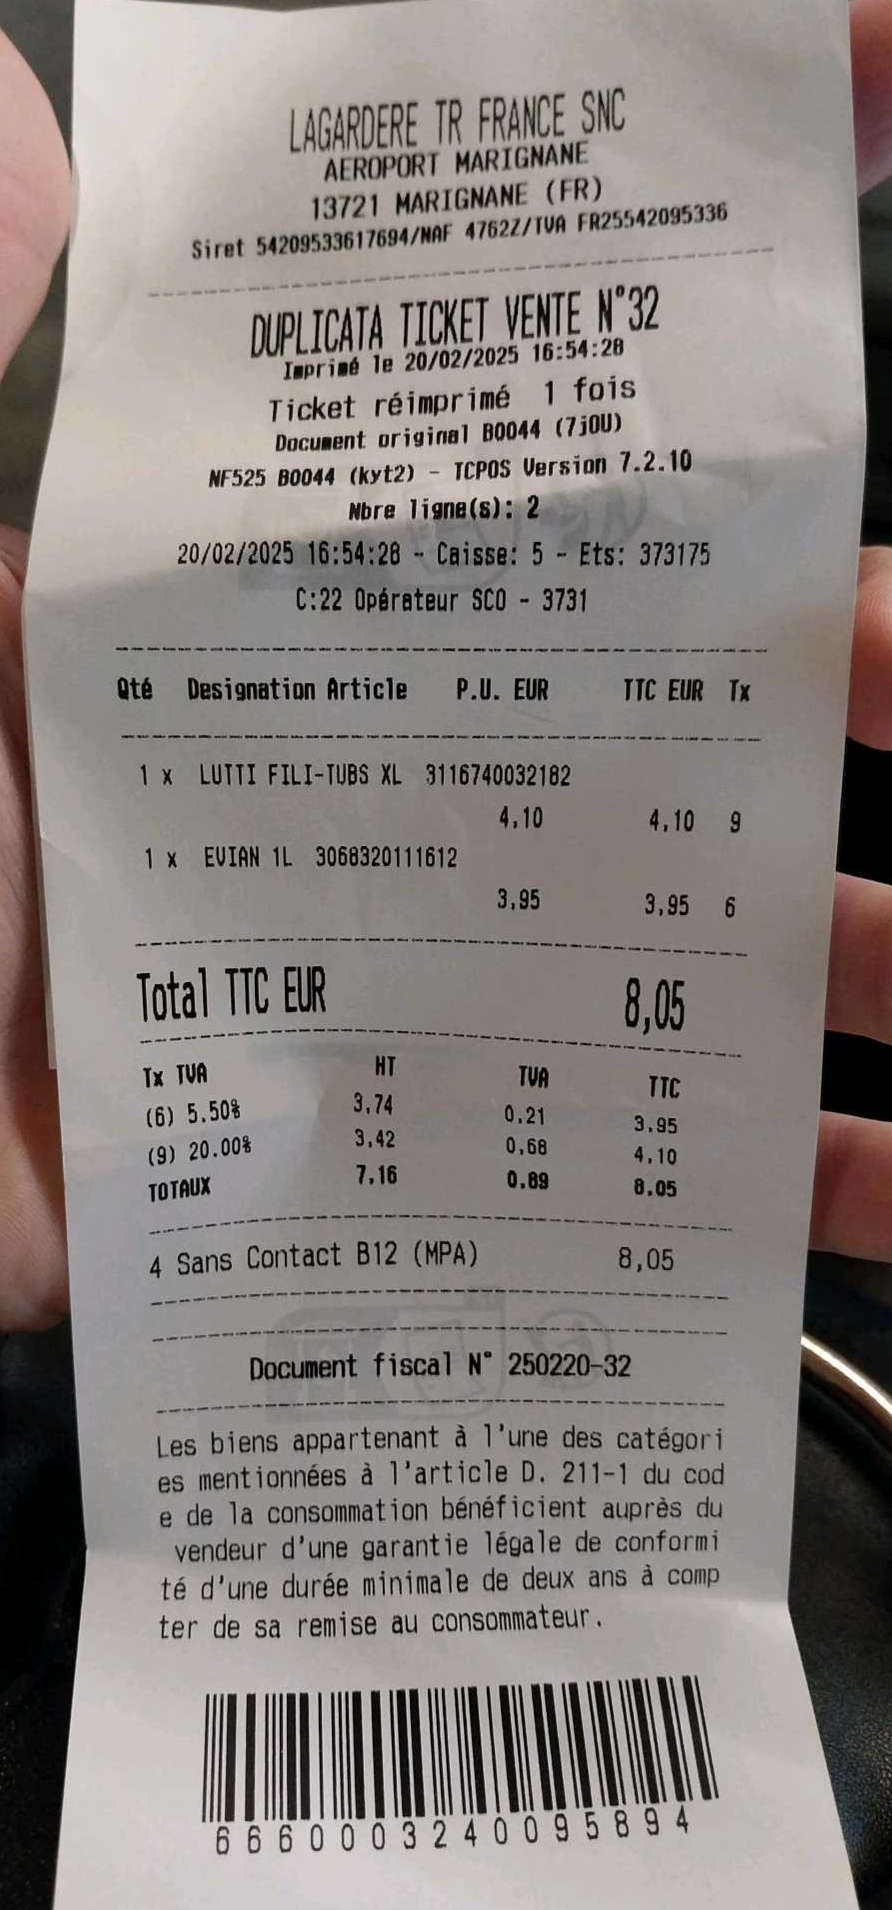 LAGARDERE TR FRANCE SNC
AEROPORT MARIGNANE
13721 MARIGNANE (FR)
Siret 54209533617694/NAF 4762Z/TVA FR25542095336
DUPLICATA TICKET VENTE N°32
Imprimé le 20/02/2025 16:54:28
Ticket réimprimé 1 fois
Document original B0044 (7jOU)
NF525 B0044 (kyt2) - TCPOS Version 7.2.10
Nbre ligne(s): 2
20/02/2025 16:54:28 - Caisse: 5 - Ets: 373175
C:22 Opérateur SCO - 3731
Qté Designation Article P.U. EUR TTC EUR Tx
1 x LUTTI FILI-TUBS XL 3116740032182
4,10 4,10 9
1 x EVIAN 1L 3068320111612
3,95 3,95 6
Total TTC EUR 8,05
Tx TVA HT TVA TTC
(6) 5.50% 3.74 0.21 3.95
(9) 20.00% 3,42 0,68 4,10
TOTAUX 7.16 0.89 8.05
4 Sans Contact B12 (MPA) 8,05
Document fiscal N° 250220-32
Les biens appartenant à l'une des catégori
es mentionnées à l'article D. 211-1 du cod
e de la consommation bénéficient auprès du
vendeur d'une garantie légale de conformi
té d'une durée minimale de deux ans à comp
ter de sa remise au consommateur.
6660003240095894